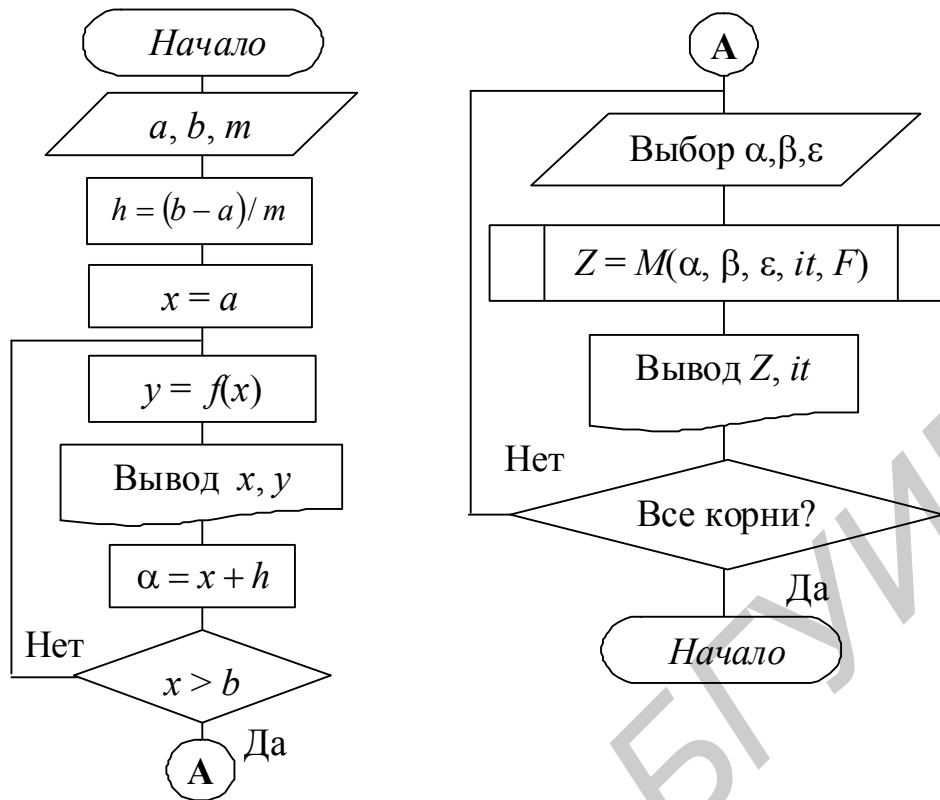 Начало
a, b, m
h = (b – a)/ m
x = a
y = f(x)
Вывод x, y
α = x + h
Нет
x > b
Да
А
А
Выбор α,β,ε
Z = M(α, β, ε, it, F)
Вывод Z, it
Нет
Все корни?
Да
Начало